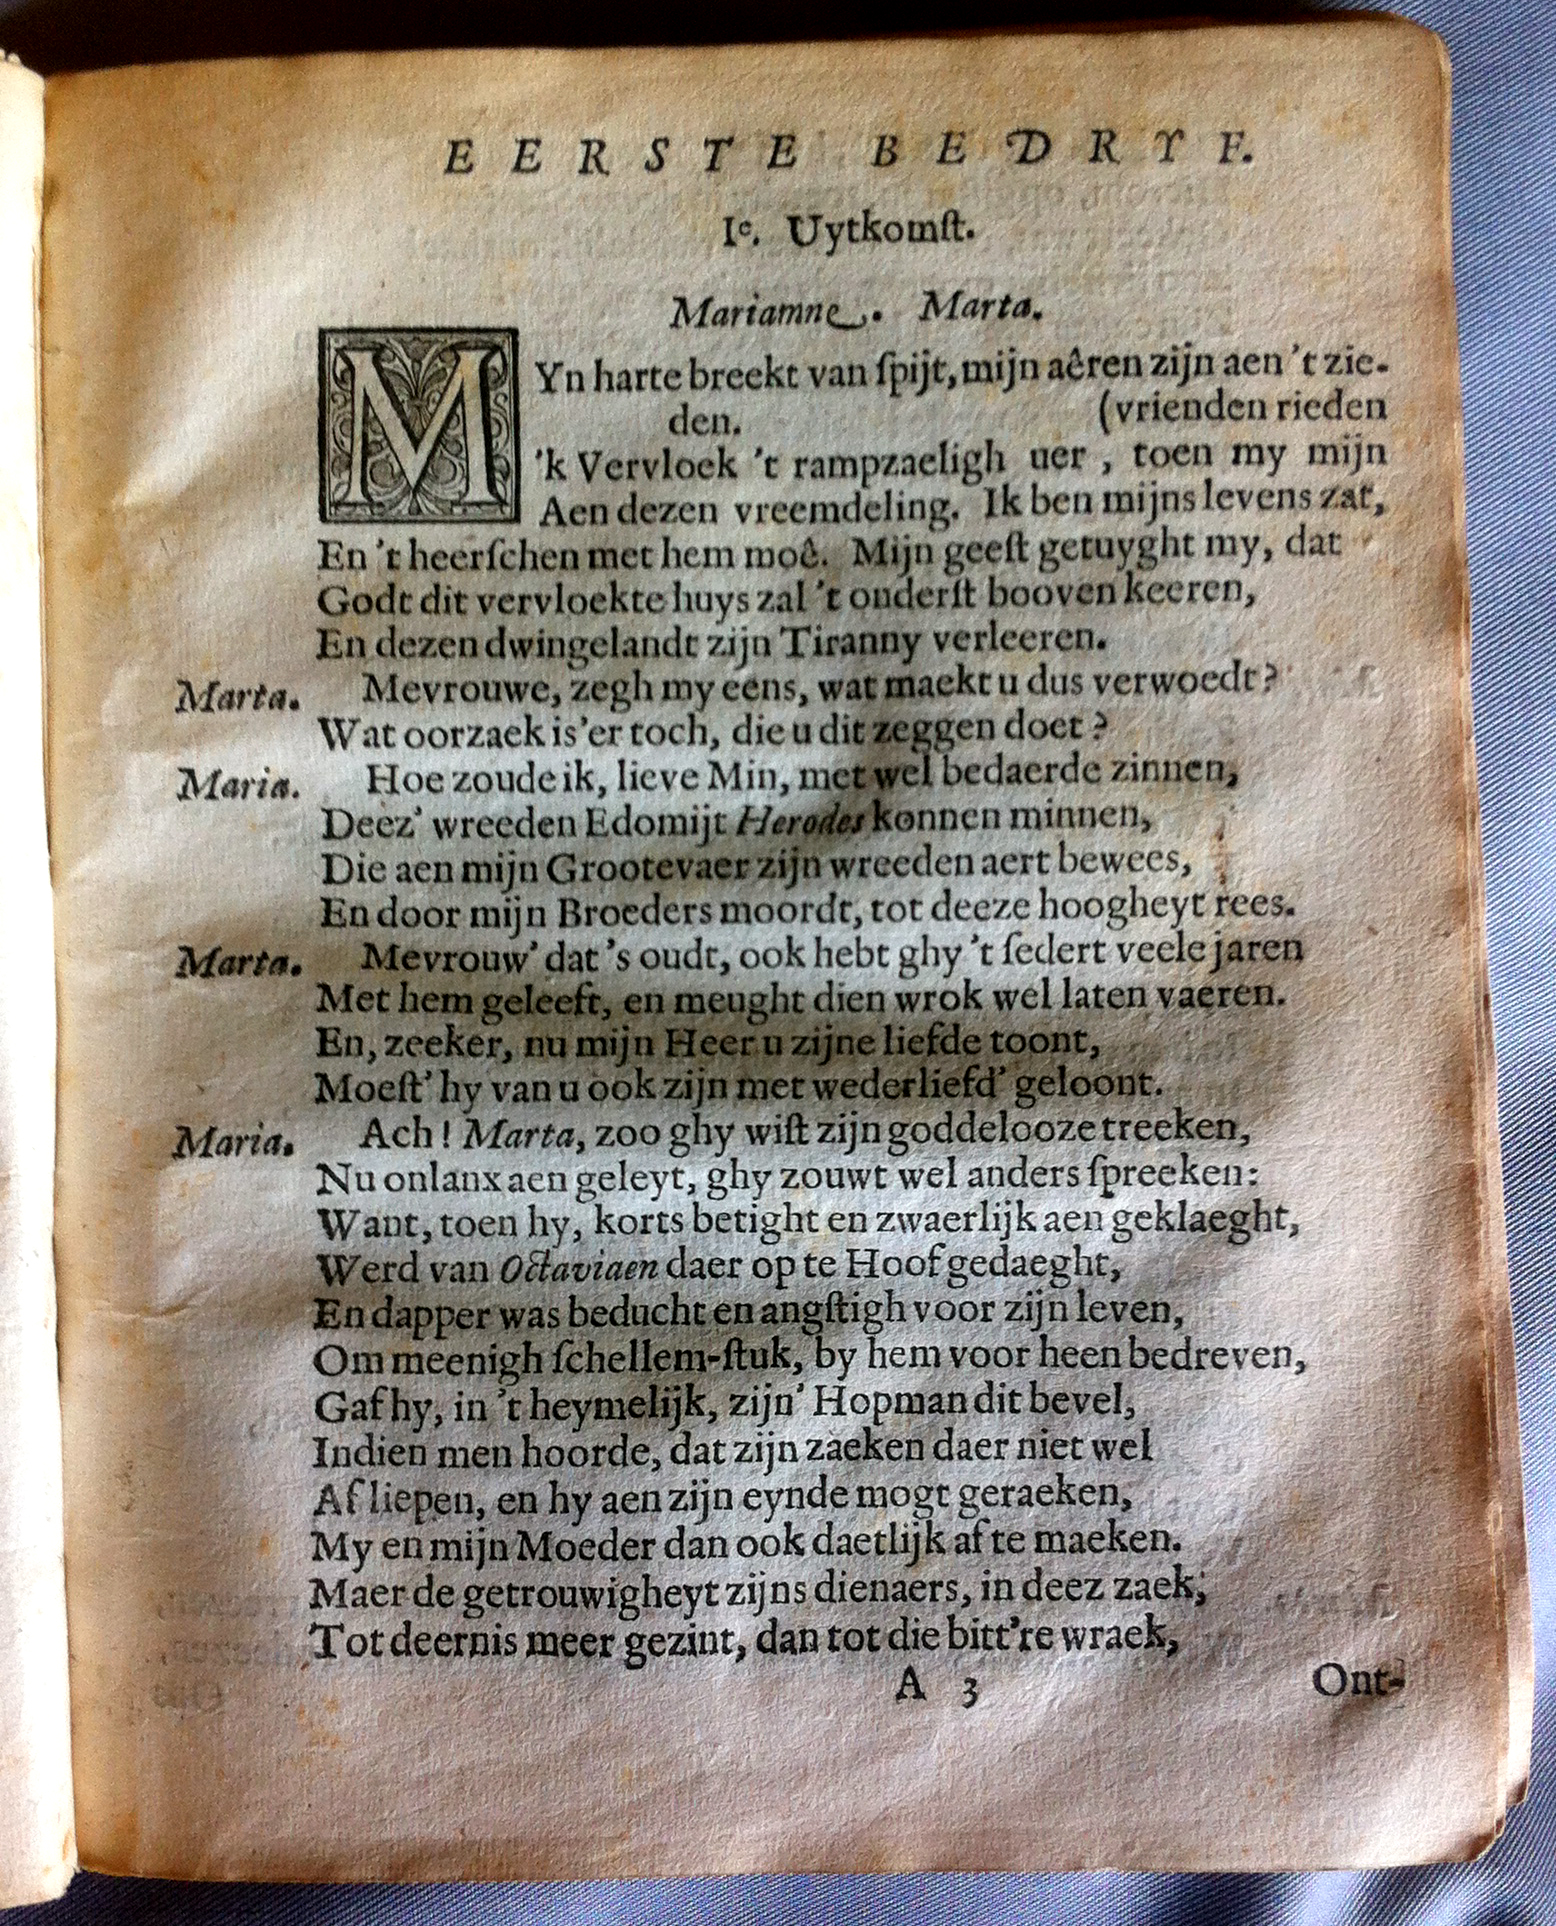 EERSTE BEDRYF.
Ie. Uytkomſt.
Mariamne. Marta.
MYn harte breekt van ſpijt, mijn aêren zijn aen 't zie-
den. (vrienden rieden
'k Vervloek 't rampzaeligh uer, toen my mijn
Aen dezen vreemdeling. Ik ben mijns levens zat,
En 't heerſchen met hem moê. Mijn geeſt getuyght my, dat
Godt dit vervloekte huys zal 't onderſt booven keeren,
En dezen dwingelandt zijn Tiranny verleeren.
Marta. Mevrouwe, zegh my eens, wat maekt u dus verwoedt?
Wat oorzaek is'er toch, die u dit zeggen doet?
Maria. Hoe zoude ik, lieve Min, met wel bedaerde zinnen,
Deez' wreeden Edomijt Herodes konnen minnen,
Die aen mijn Grootevaer zijn wreeden aert bewees,
En door mijn Broeders moordt, tot deeze hoogheyt rees.
Marta. Mevrouw' dat 's oudt, ook hebt ghy 't ſedert veele jaren
Met hem geleeft, en meught dien wrok wel laten vaeren.
En, zeeker, nu mijn Heer u zijne liefde toont,
Moeſt' hy van u ook zijn met wederliefd' geloont.
Maria. Ach! Marta, zoo ghy wiſt zijn goddelooze treeken,
Nu onlanx aen geleyt, ghy zouwt wel anders ſpreeken:
Want, toen hy, korts betight en zwaerlijk aen geklaeght,
Werd van Octaviaen daer op te Hoof gedaeght,
En dapper was beducht en angſtigh voor zijn leven,
Om meenigh ſchellem-ſtuk, by hem voor heen bedreven,
Gaf hy, in 't heymelijk, zijn' Hopman dit bevel,
Indien men hoorde, dat zijn zaeken daer niet wel
Af liepen, en hy aen zijn eynde mogt geraeken,
My en mijn Moeder dan ook daetlijk af te maeken.
Maer de getrouwigheyt zijns dienaers, in deez zaek,
Tot deernis meer gezint, dan tot die bitt're wraek,
A 3 Ont-